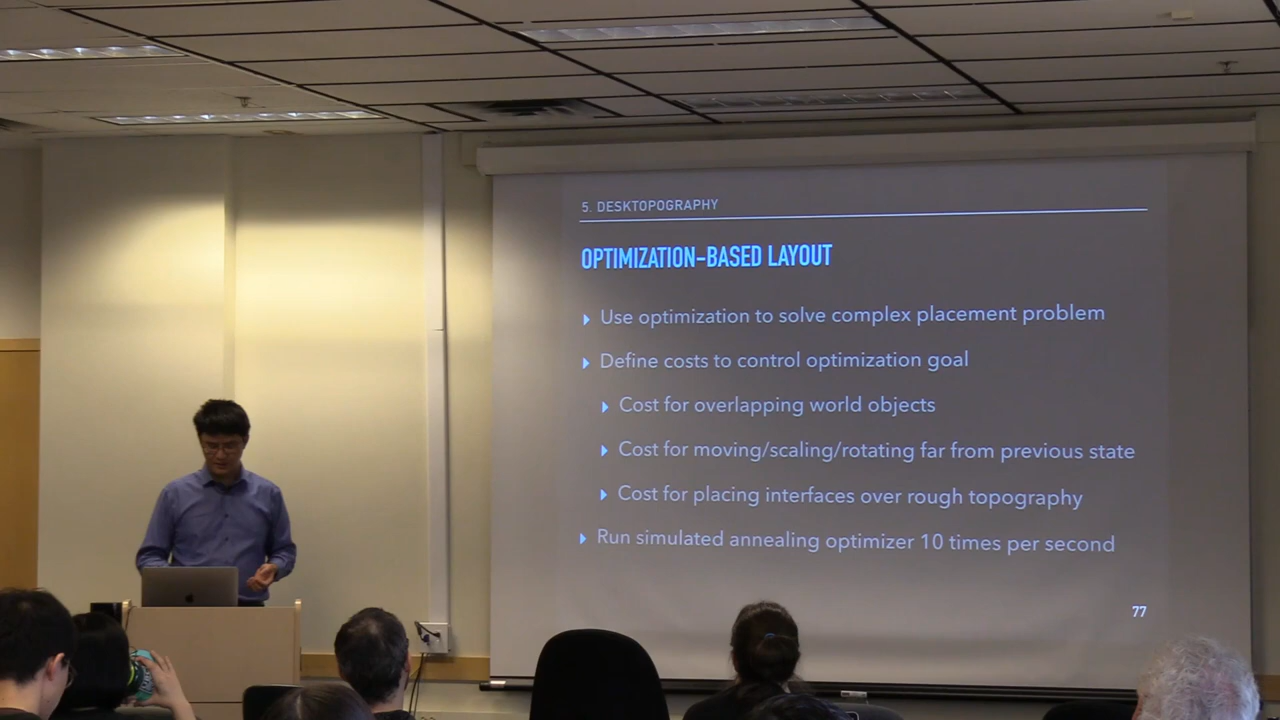 5. DESKTOPOGRAPHY
OPTIMIZATION-BASED LAYOUT
Use optimization to solve complex placement problem
Define costs to control optimization goal
Cost for overlapping world objects
Cost for moving/scaling/rotating far from previous state
Cost for placing interfaces over rough topography
Run simulated annealing optimizer 10 times per second
77